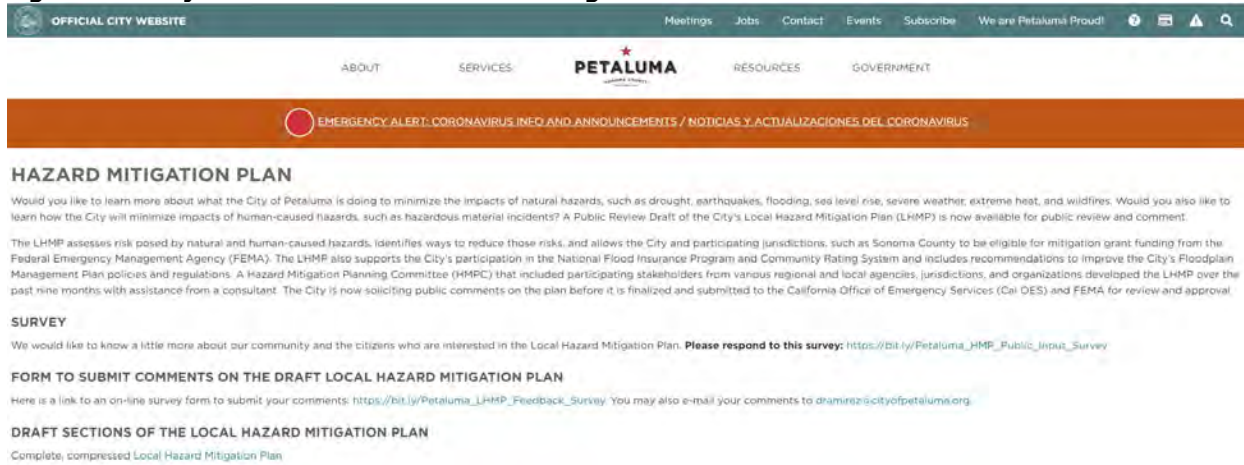 OFFICIAL CITY WEBSITE
Meetings Jobs Contact Events Subscribe We are Petaluma Proud!
ABOUT SERVICES PETALUMA RESOURCES GOVERNMENT
EMERGENCY ALERT: CORONAVIRUS INFO AND ANNOUNCEMENTS / NOTICIAS Y ACTUALIZACIONES DEL CORONAVIRUS
HAZARD MITIGATION PLAN
Would you like to learn more about what the City of Petaluma is doing to minimize the impacts of natural hazards, such as drought, earthquakes, flooding, sea level rise, severe weather, extreme heat, and wildfires. Would you also like to
learn how the City will minimize impacts of human-caused hazards, such as hazardous material incidents? A Public Review Draft of the City's Local Hazard Mitigation Plan (LHMP) is now available for public review and comment.
The LHMP assesses risk posed by natural and human-caused hazards, identifies ways to reduce those risks, and allows the City and participating jurisdictions, such as Sonoma County to be eligible for mitigation grant funding from the
Federal Emergency Management Agency (FEMA). The LHMP also supports the City's participation in the National Flood Insurance Program and Community Rating System and includes recommendations to improve the City's Floodplain
Management Plan policies and regulations. A Hazard Mitigation Planning Committee (HMPC) that included participating stakeholders from various regional and local agencies, jurisdictions, and organizations developed the LHMP over the
past nine months with assistance from a consultant. The City is now soliciting public comments on the plan before it is finalized and submitted to the California Office of Emergency Services (Cal OES) and FEMA for review and approval.
SURVEY
We would like to know a little more about our community and the citizens who are interested in the Local Hazard Mitigation Plan. Please respond to this survey: https://bit.ly/Petaluma_HMP_Public_Input_Survey
FORM TO SUBMIT COMMENTS ON THE DRAFT LOCAL HAZARD MITIGATION PLAN
Here is a link to an on-line survey form to submit your comments: https://bit.ly/Petaluma_LHMP_Feedback_Survey. You may also e-mail your comments to dramirez@cityofpetaluma.org.
DRAFT SECTIONS OF THE LOCAL HAZARD MITIGATION PLAN
Complete, compressed Local Hazard Mitigation Plan